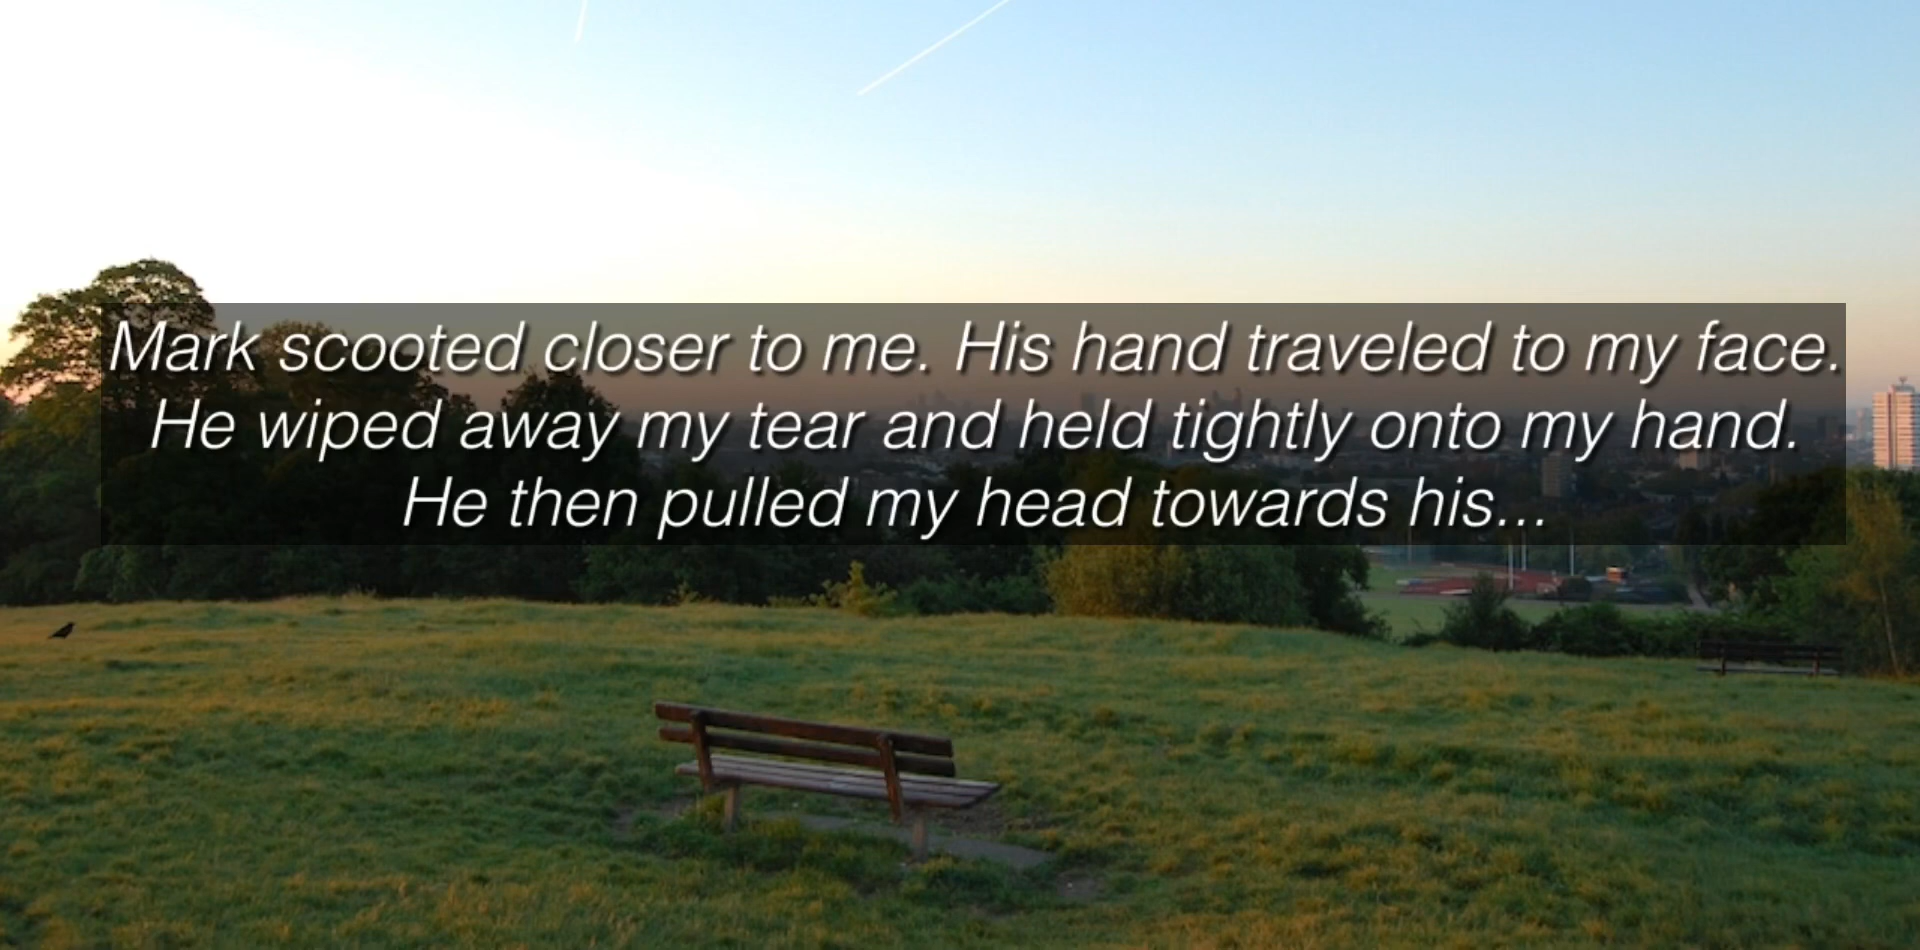 Mark scooted closer to me. His hand traveled to my face.
He wiped away my tear and held tightly onto my hand.
He then pulled my head towards his...